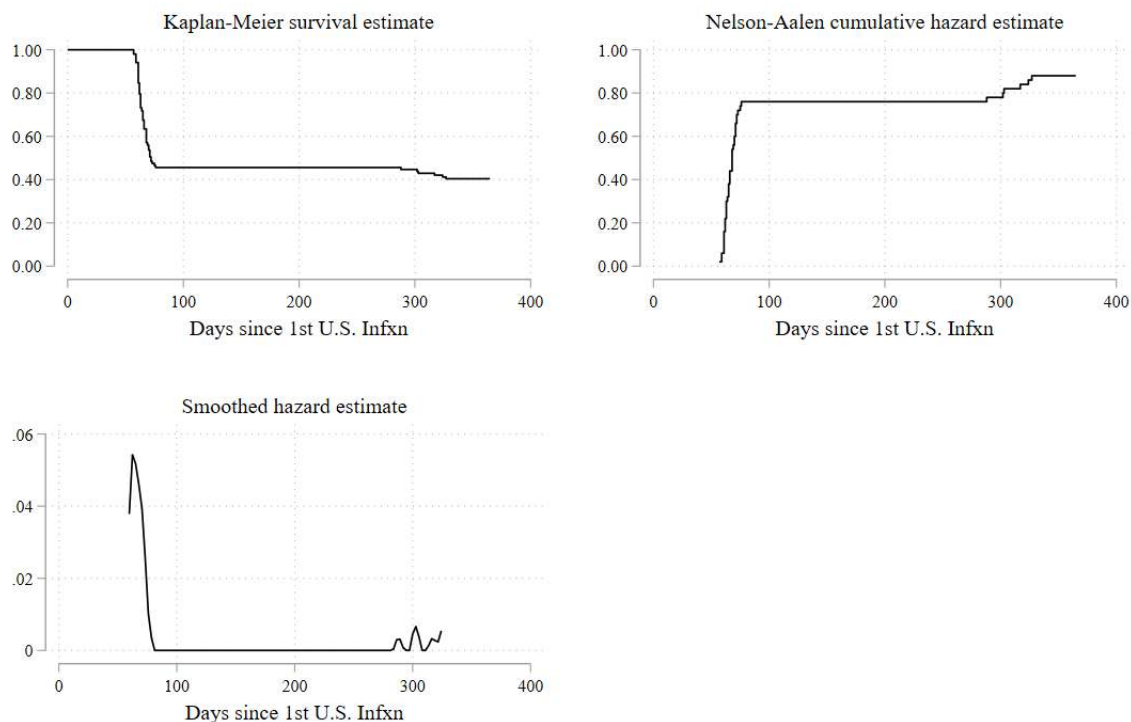 Kaplan-Meier survival estimate
1.00
0.80
0.60
0.40
0.20
0.00
0 100 200 300 400
Days since 1st U.S. Infxn
Nelson-Aalen cumulative hazard estimate
1.00
0.80
0.60
0.40
0.20
0.00
0 100 200 300 400
Days since 1st U.S. Infxn
Smoothed hazard estimate
.06
.04
.02
0
0 100 200 300 400
Days since 1st U.S. Infxn